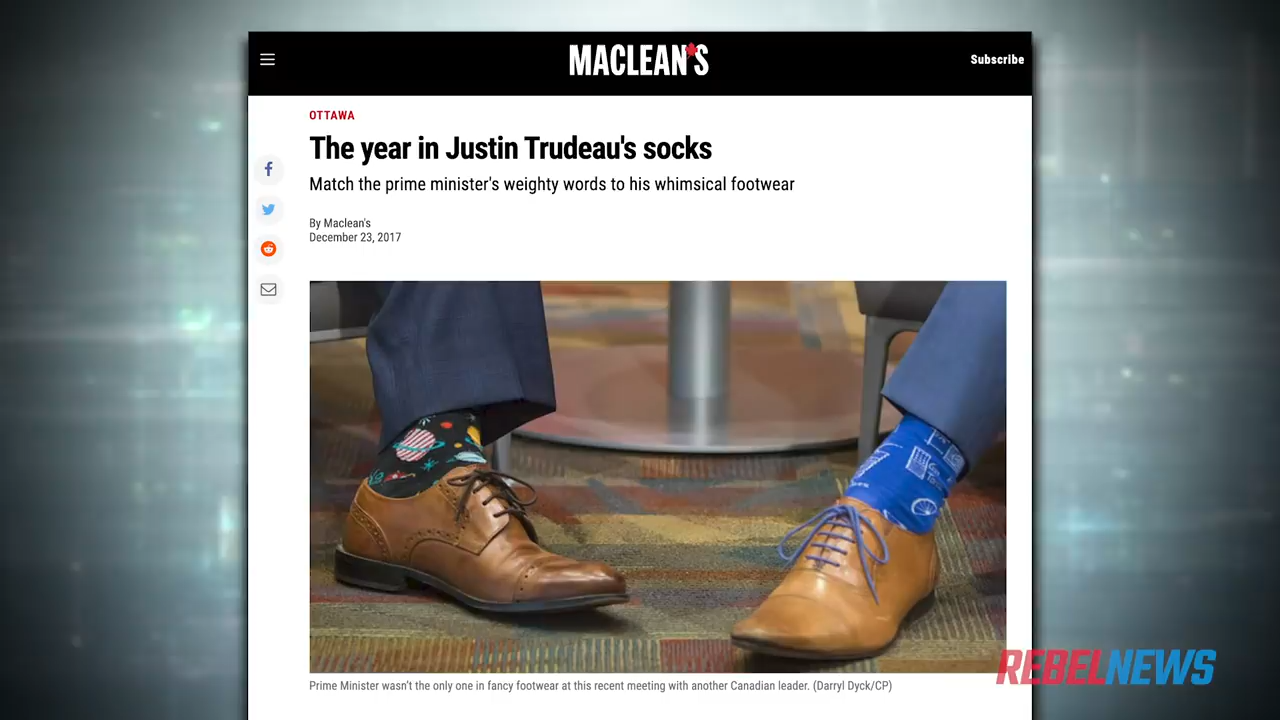 MACLEAN'S
Subscribe
OTTAWA
The year in Justin Trudeau's socks
Match the prime minister's weighty words to his whimsical footwear
By Maclean's
December 23, 2017
Prime Minister wasn't the only one in fancy footwear at this recent meeting with another Canadian leader. (Darryl Dyck/CP)
REBELNEWS